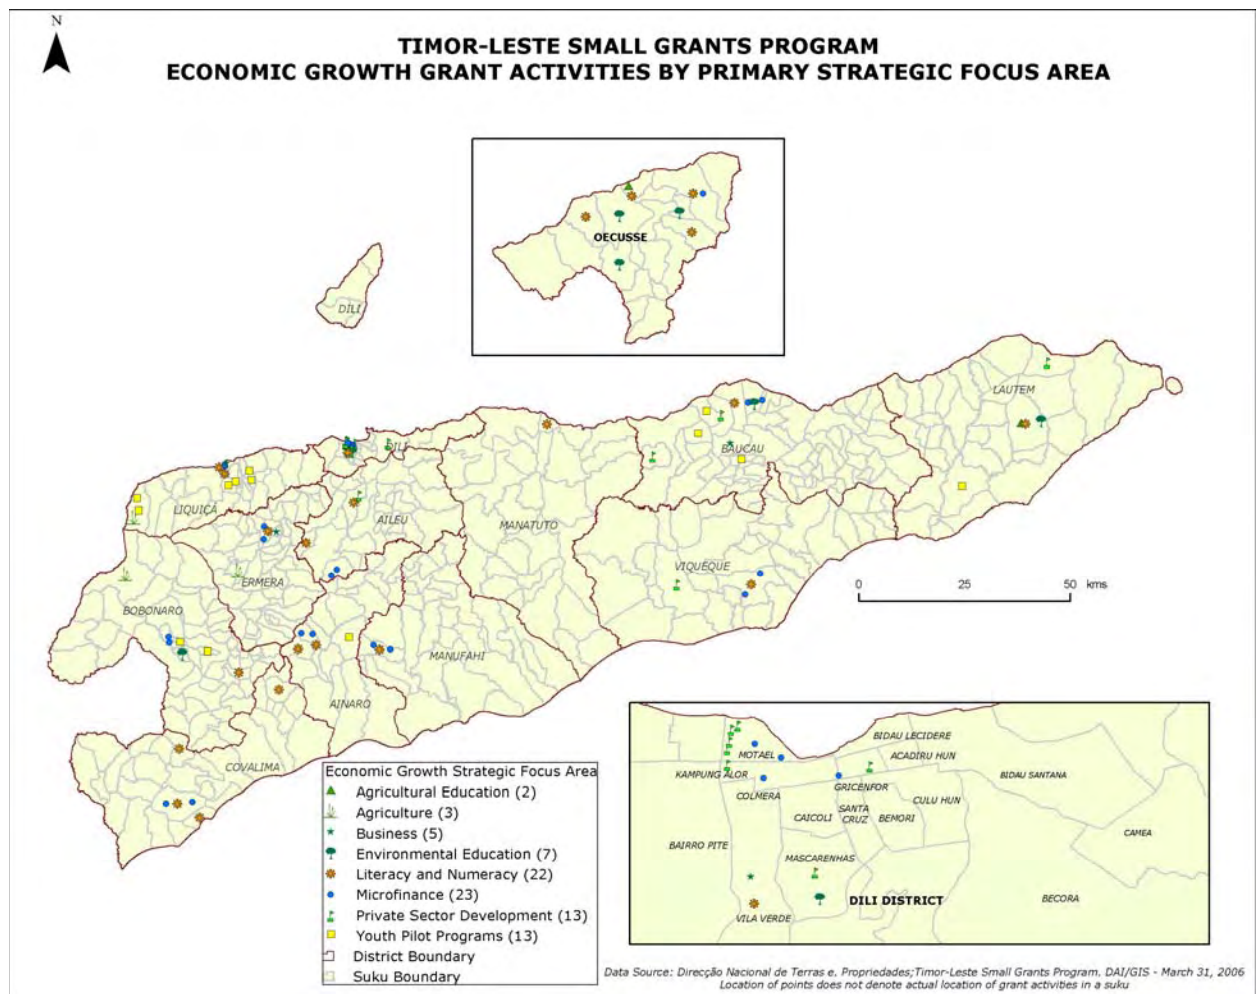 N
TIMOR-LESTE SMALL GRANTS PROGRAM
ECONOMIC GROWTH GRANT ACTIVITIES BY PRIMARY STRATEGIC FOCUS AREA
OECUSSE
DILI
LAUTEM
DILI
BAUCAU
LIQUIÇA
AILEU
MANATUTO
VIQUEQUE
ERMERA
BOBONARO
0 25 50 kms
MANUFAHI
AINARO
COVALIMA
Economic Growth Strategic Focus Area
Agricultural Education (2)
Agriculture (3)
Business (5)
Environmental Education (7)
Literacy and Numeracy (22)
Microfinance (23)
Private Sector Development (13)
Youth Pilot Programs (13)
District Boundary
Suku Boundary
BIDAU LECIDERE
MOTAEL
ACADIRU HUN
KAMPUNG ALOR
BIDAU SANTANA
GRICENFOR
COLMERA
CULU HUN
SANTA
CRUZ
CAICOLI
BEMORI
CAMEA
BAIRRO PITE
MASCARENHAS
DILI DISTRICT
BECORA
VILA VERDE
Data Source: Direcção Nacional de Terras e. Propriedades;Timor-Leste Small Grants Program. DAI/GIS - March 31, 2006
Location of points does not denote actual location of grant activities in a suku